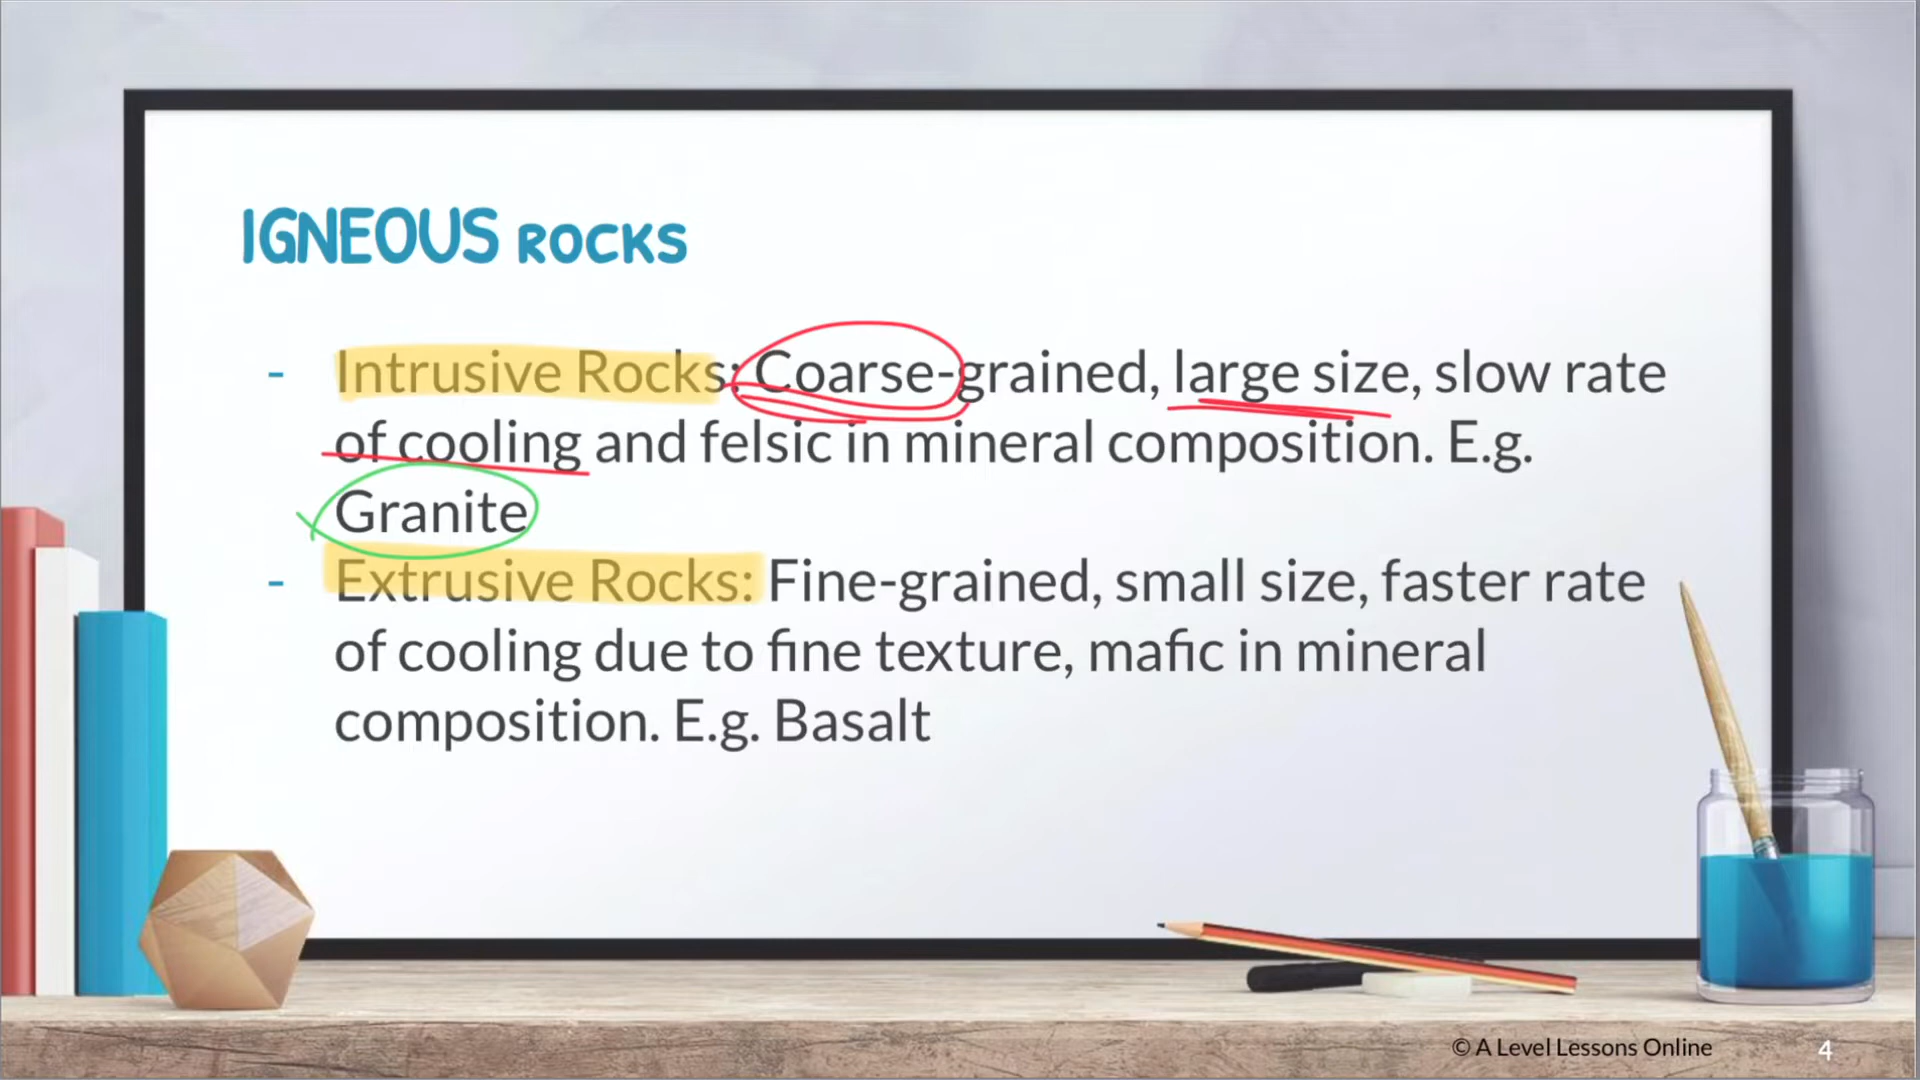 IGNEOUS ROCKS
- Intrusive Rocks: Coarse-grained, large size, slow rate
of cooling and felsic in mineral composition. E.g.
Granite
- Extrusive Rocks: Fine-grained, small size, faster rate
of cooling due to fine texture, mafic in mineral
composition. E.g. Basalt
© A Level Lessons Online
4